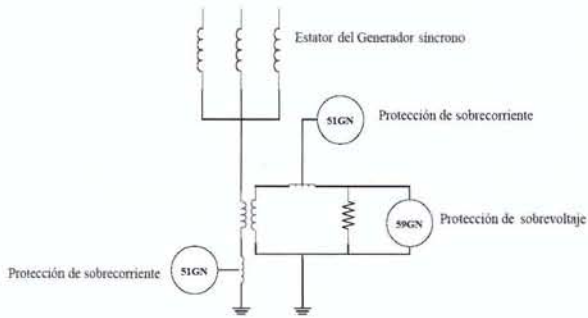 Estator del Generador síncrono
51GN
Protección de sobrecorriente
59GN
Protección de sobrevoltaje
Protección de sobrecorriente
51GN